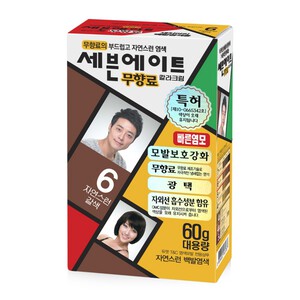 무향료의 부드럽고 자연스런 염색
세븐에이트
무향료
칼라크림
특허
빠른염모
모발보호강화
무향료
광택
자외선 흡수성분 함유
6
자연스런
갈색
60g
대용량
자연스런 백발염색